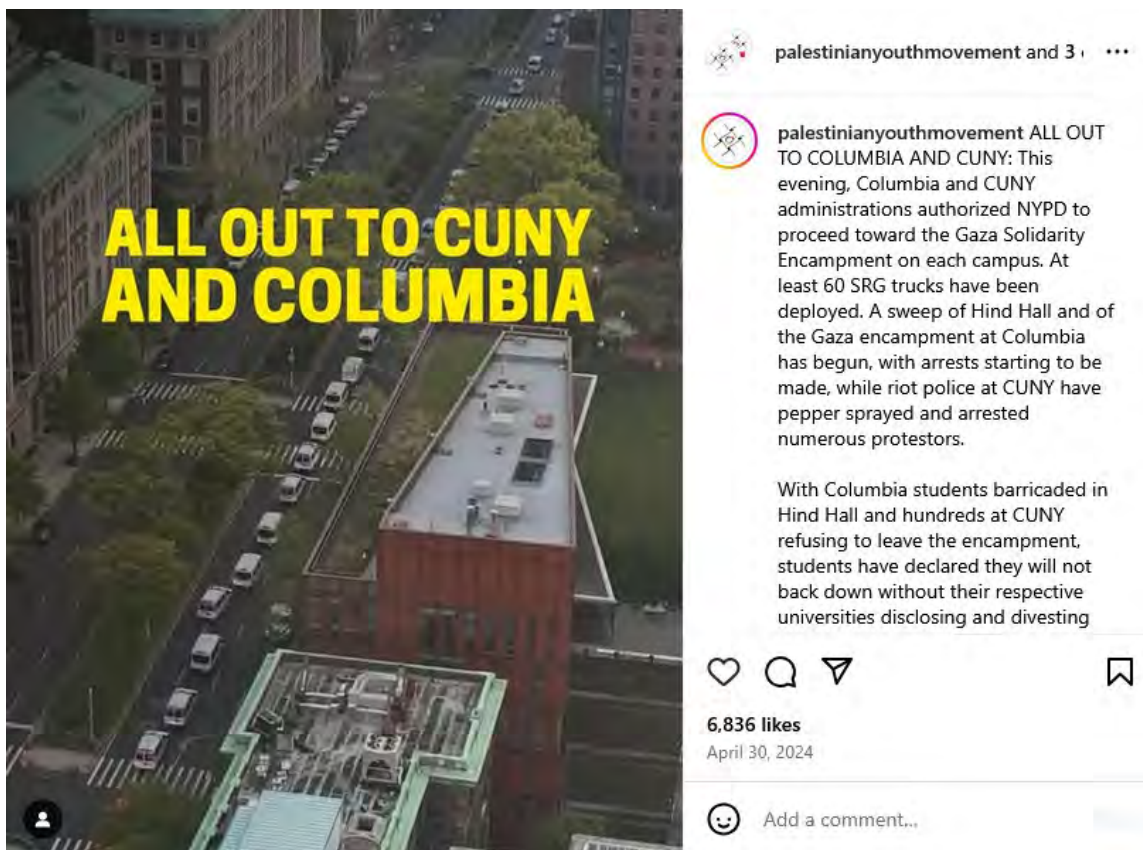 ALL OUT TO CUNY
AND COLUMBIA
palestinianyouthmovement and 3
palestinianyouthmovement ALL OUT
TO COLUMBIA AND CUNY: This
evening, Columbia and CUNY
administrations authorized NYPD to
proceed toward the Gaza Solidarity
Encampment on each campus. At
least 60 SRG trucks have been
deployed. A sweep of Hind Hall and of
the Gaza encampment at Columbia
has begun, with arrests starting to be
made, while riot police at CUNY have
pepper sprayed and arrested
numerous protestors.
With Columbia students barricaded in
Hind Hall and hundreds at CUNY
refusing to leave the encampment,
students have declared they will not
back down without their respective
universities disclosing and divesting
6,836 likes
April 30, 2024
Add a comment...